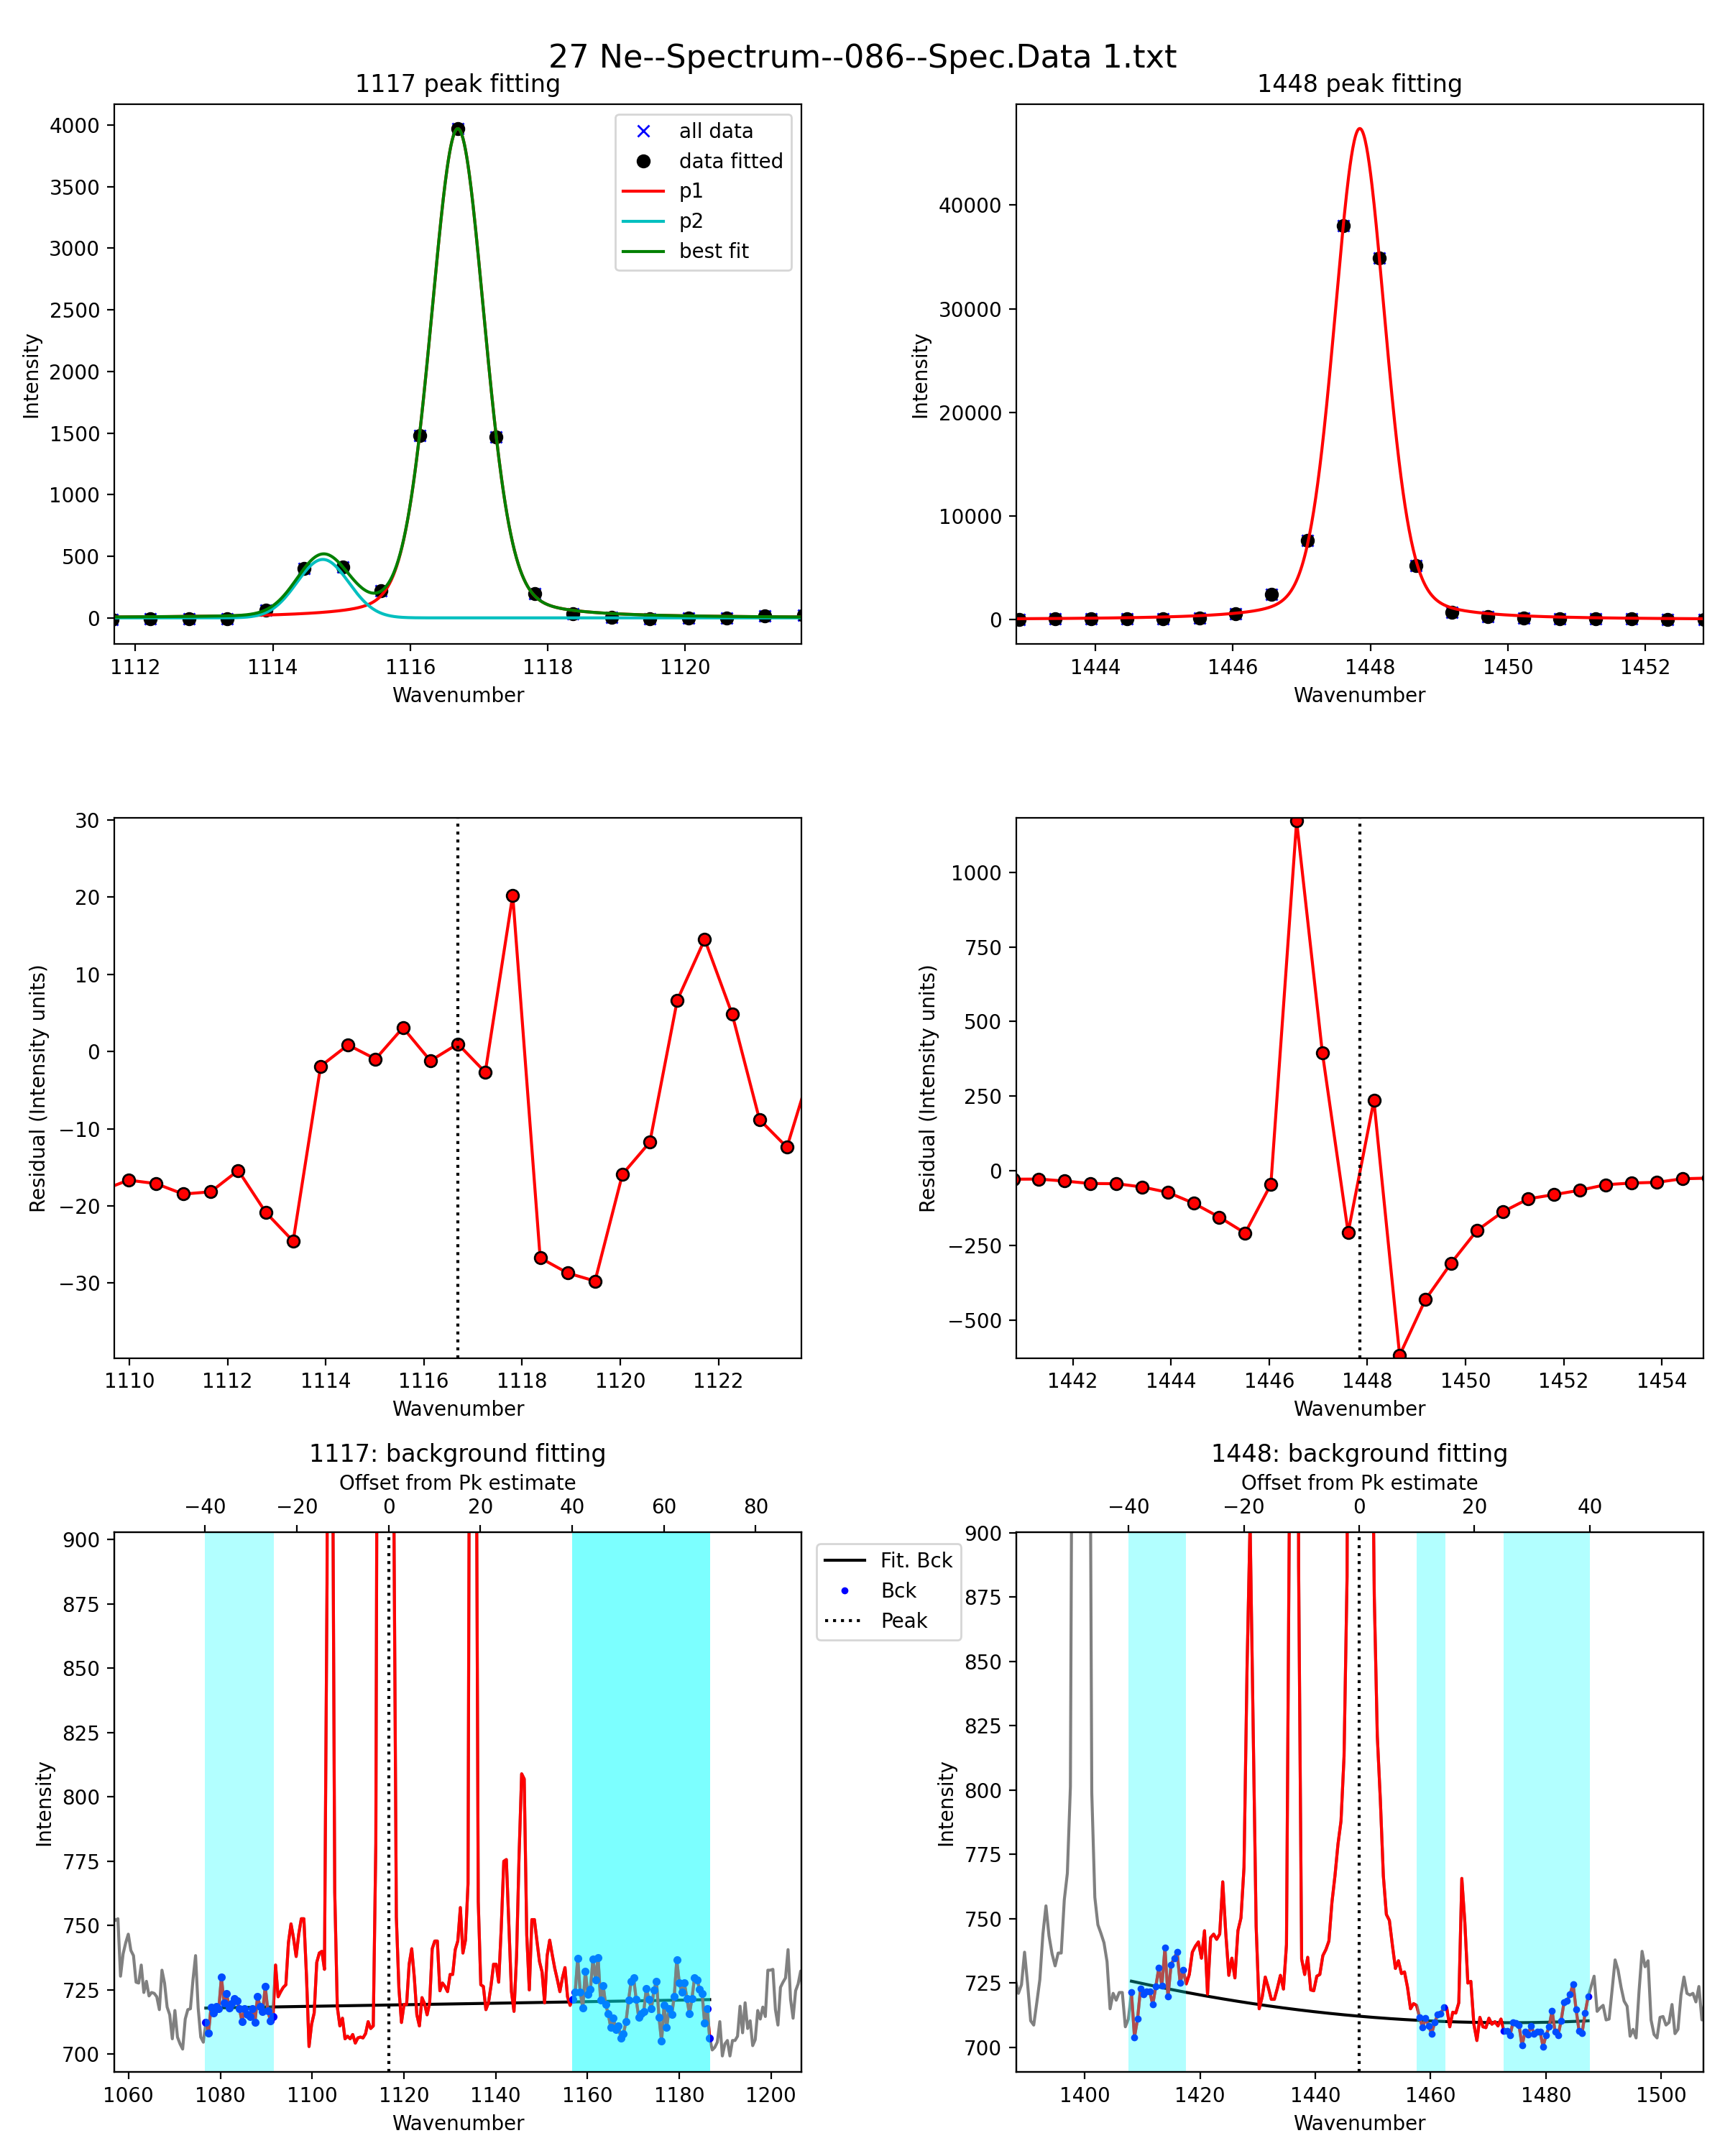 27 Ne--Spectrum--086--Spec.Data 1.txt
1117 peak fitting
4000
3500
3000
2500
2000
1500
1000
500
0
Intensity
all data
data fitted
p1
p2
best fit
1112 1114 1116 1118 1120
Wavenumber
1448 peak fitting
40000
30000
20000
10000
0
Intensity
1444 1446 1448 1450 1452
Wavenumber
30
20
10
0
−10
−20
−30
Residual (Intensity units)
1110 1112 1114 1116 1118 1120 1122
Wavenumber
1000
750
500
250
0
−250
−500
Residual (Intensity units)
1442 1444 1446 1448 1450 1452 1454
Wavenumber
1117: background fitting
Offset from Pk estimate
−40 −20 0 20 40 60 80
900
875
850
825
800
775
750
725
700
Intensity
1060 1080 1100 1120 1140 1160 1180 1200
Wavenumber
Fit. Bck
Bck
Peak
1448: background fitting
Offset from Pk estimate
−40 −20 0 20 40
900
875
850
825
800
775
750
725
700
Intensity
1400 1420 1440 1460 1480 1500
Wavenumber